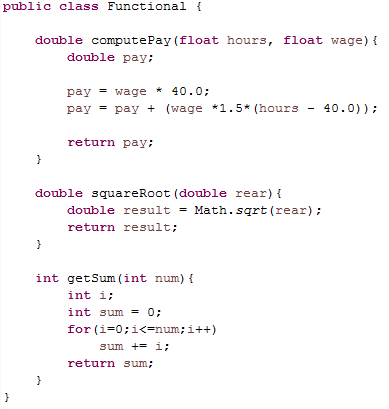 public class Functional {
double computePay(float hours, float wage){
double pay;
pay = wage * 40.0;
pay = pay + (wage *1.5*(hours - 40.0));
return pay;
}
double squareRoot(double rear){
double result = Math.sqrt(rear);
return result;
}
int getSum(int num){
int i;
int sum = 0;
for(i=0;i<=num;i++)
sum += i;
return sum;
}
}